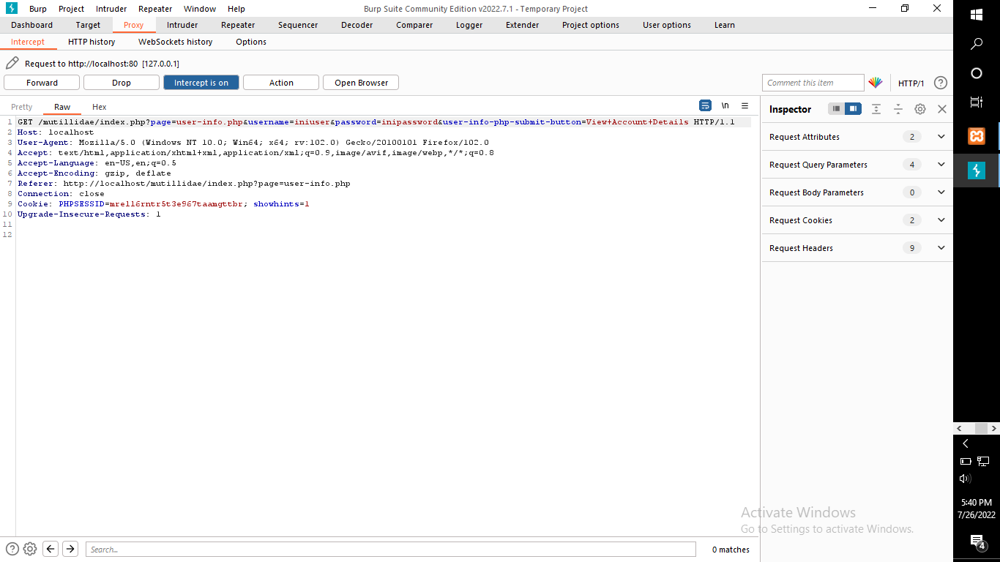 Burp Project Intruder Repeater Window Help Burp Suite Community Edition v2022.7.1 - Temporary Project
Dashboard Target Proxy Intruder Repeater Sequencer Decoder Comparer Logger Extender Project options User options Learn
Intercept HTTP history WebSockets history Options
Request to http://localhost:80 [127.0.0.1]
Forward Drop Intercept is on Action Open Browser Comment this item HTTP/1 ?
Pretty Raw Hex \n Inspector
1 GET /mutillidae/index.php?page=user-info.php&username=iniuser&password=inipassword&user-info-php-submit-button=View+Account+Details HTTP/1.1
2 Host: localhost
3 User-Agent: Mozilla/5.0 (Windows NT 10.0; Win64; x64; rv:102.0) Gecko/20100101 Firefox/102.0
4 Accept: text/html,application/xhtml+xml,application/xml;q=0.9,image/avif,image/webp,*/*;q=0.8
5 Accept-Language: en-US,en;q=0.5
6 Accept-Encoding: gzip, deflate
7 Referer: http://localhost/mutillidae/index.php?page=user-info.php
8 Connection: close
9 Cookie: PHPSESSID=mrell6rntr5t3e967taamgttbr; showhints=1
10 Upgrade-Insecure-Requests: 1
11
12
Request Attributes 2
Request Query Parameters 4
Request Body Parameters 0
Request Cookies 2
Request Headers 9
Activate Windows
Go to Settings to activate Windows.
? Search... 0 matches
5:40 PM
7/26/2022
4